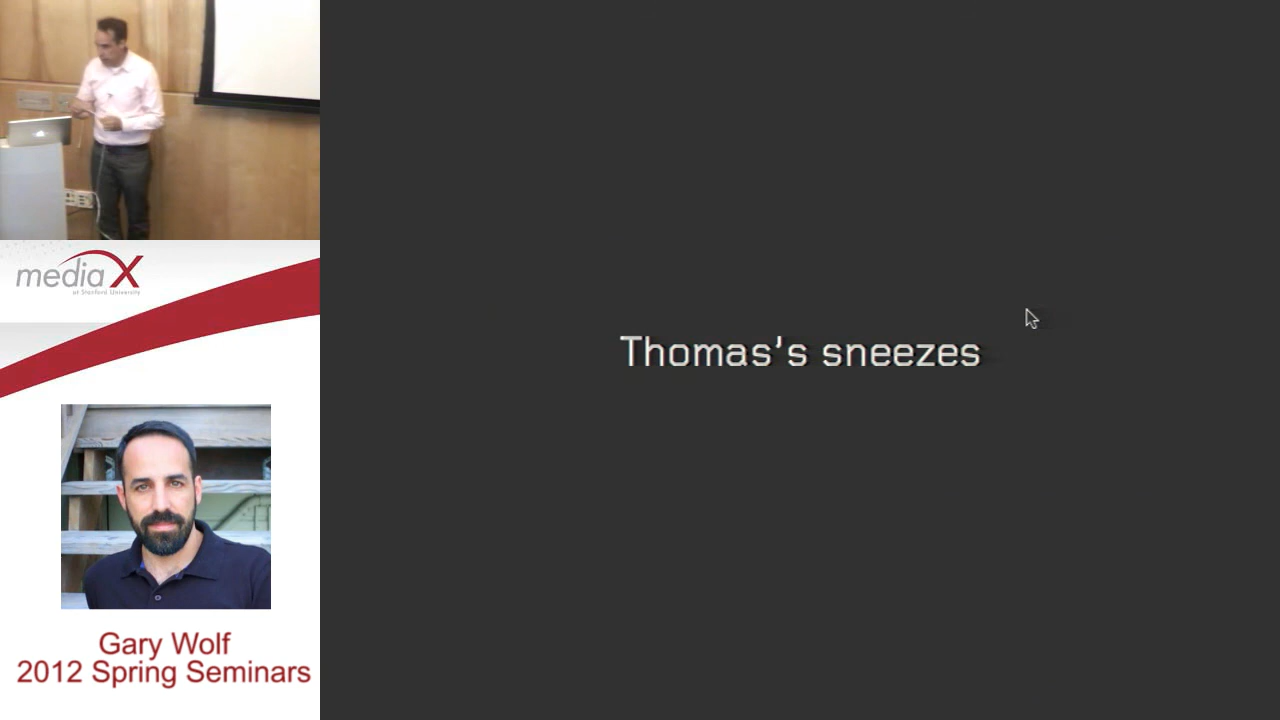 media X
at Stanford University
Thomas's sneezes
Gary Wolf
2012 Spring Seminars